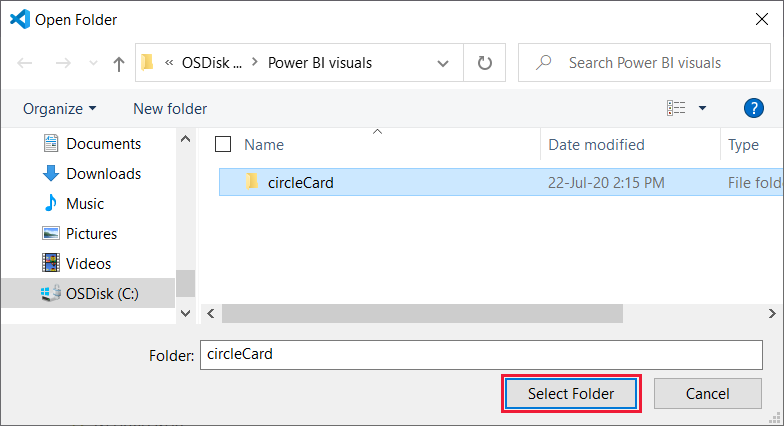 Open Folder
« OSDisk ... > Power BI visuals Search Power BI visuals
Organize New folder ?
Name Date modified Type
Documents
circleCard 22-Jul-20 2:15 PM File fold
Downloads
Music
Pictures
Videos
OSDisk (C:)
Folder: circleCard
Select Folder Cancel